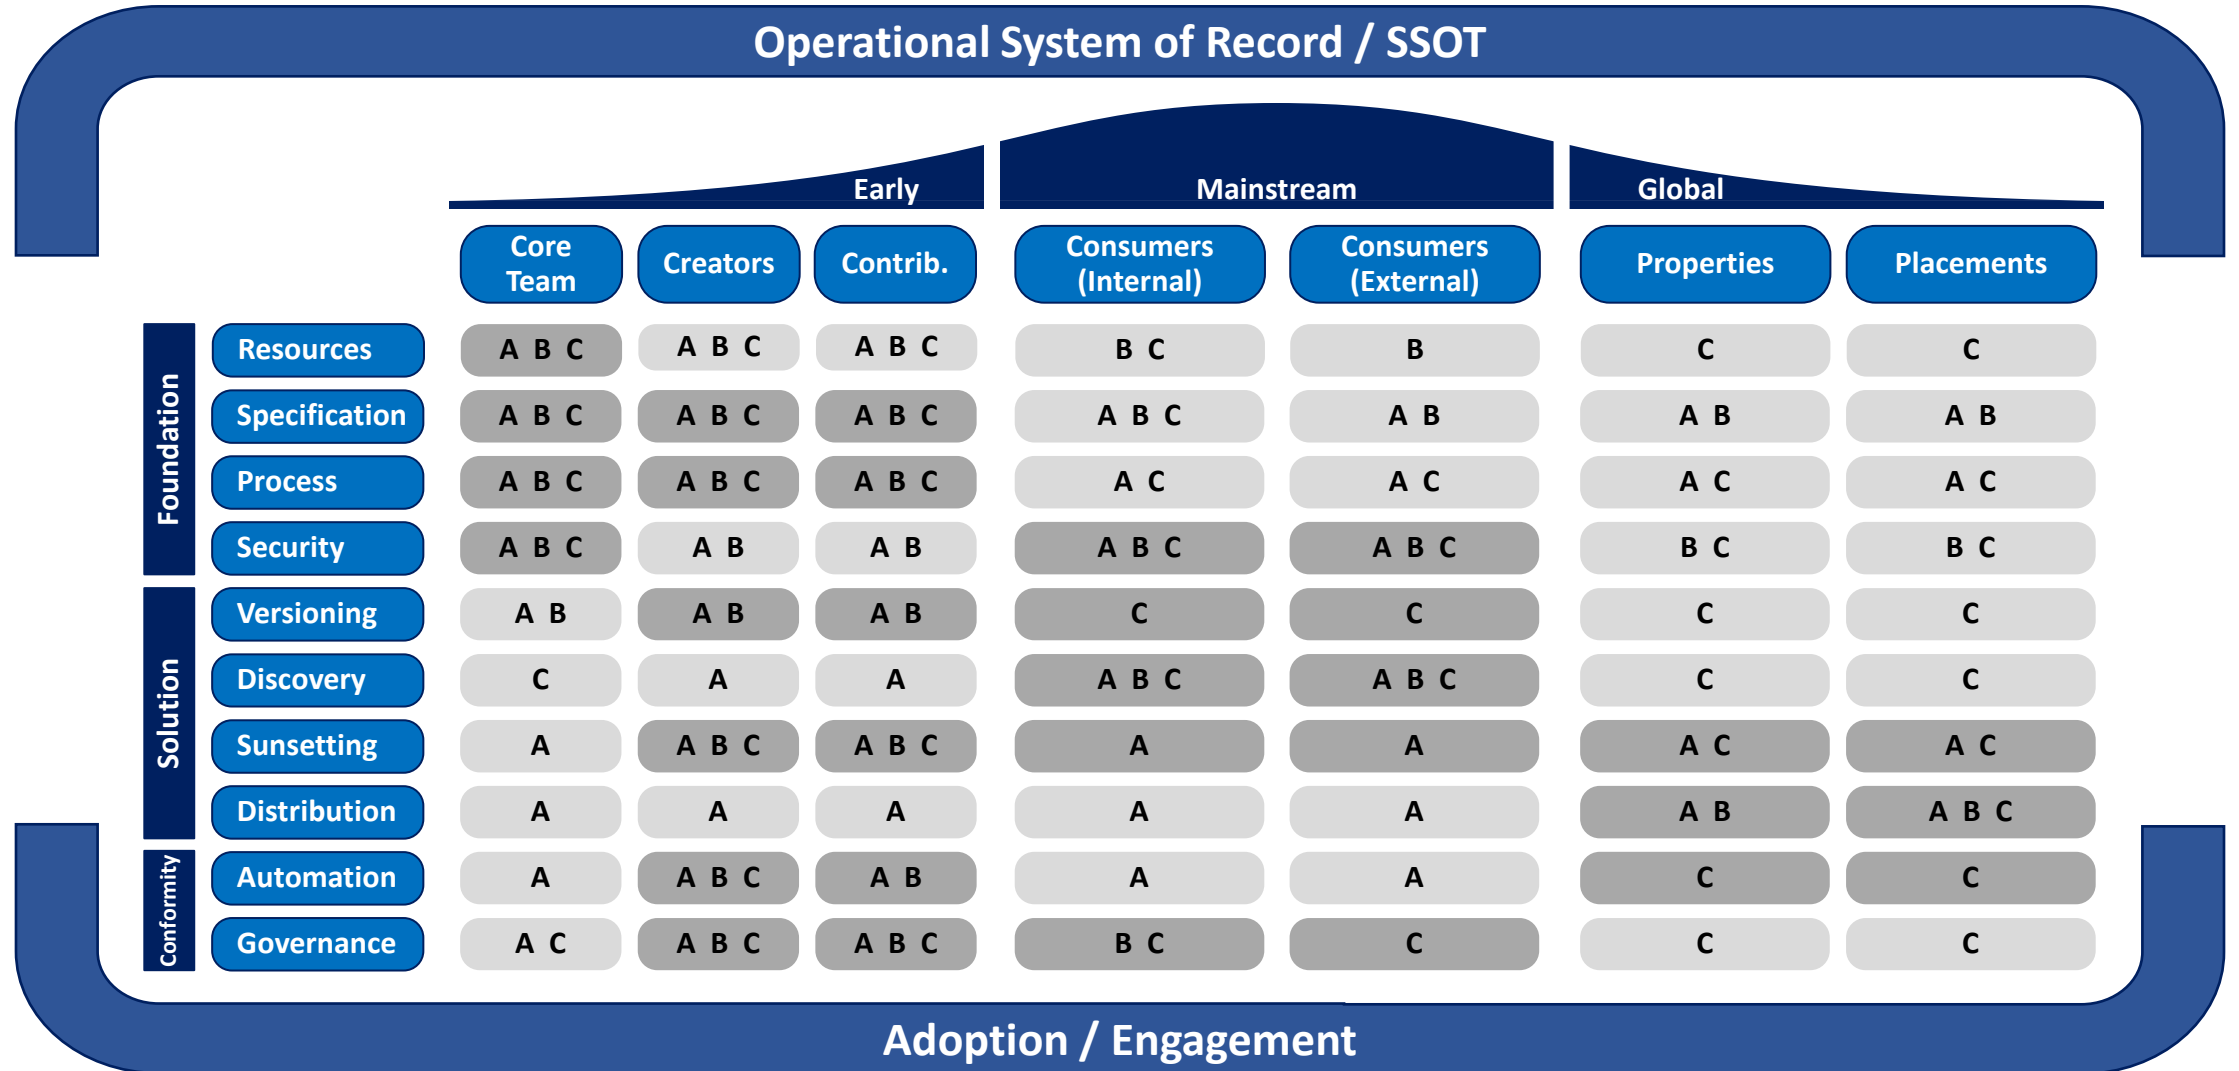 Operational System of Record / SSOT
Early Mainstream Global
Core Team Creators Contrib. Consumers (Internal) Consumers (External) Properties Placements
Foundation
Resources A B C A B C A B C B C B C C
Specification A B C A B C A B C A B C A B A B A B
Process A B C A B C A B C A C A C A C A C
Security A B C A B A B A B C A B C B C B C
Solution
Versioning A B A B A B C C C C
Discovery C A A A B C A B C C C
Sunsetting A A B C A B C A A A C A C
Distribution A A A A A A B A B C
Conformity
Automation A A B C A B A A C C
Governance A C A B C A B C B C C C C
Adoption / Engagement